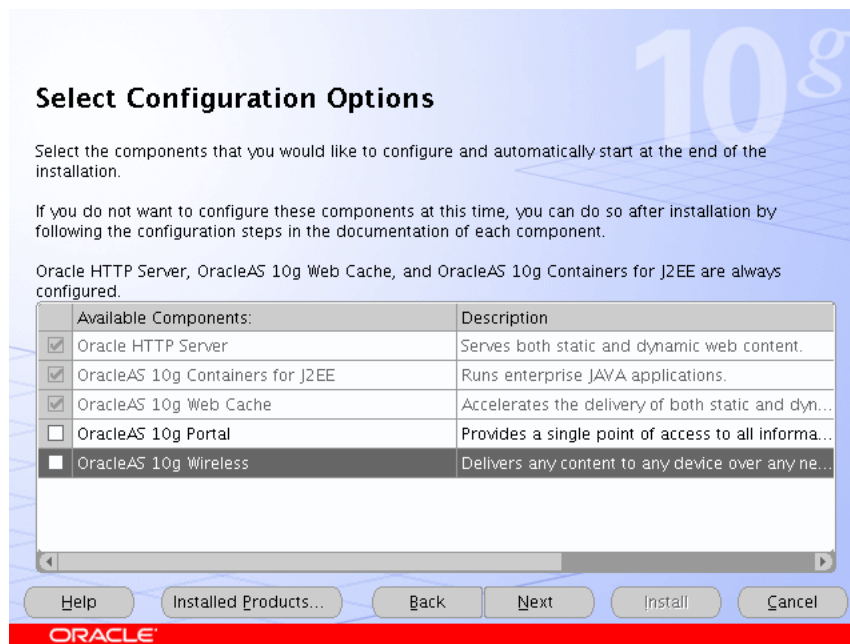 10g
Select Configuration Options
Select the components that you would like to configure and automatically start at the end of the
installation.
If you do not want to configure these components at this time, you can do so after installation by
following the configuration steps in the documentation of each component.
Oracle HTTP Server, OracleAS 10g Web Cache, and OracleAS 10g Containers for J2EE are always
configured.
Available Components: Description
Oracle HTTP Server Serves both static and dynamic web content.
OracleAS 10g Containers for J2EE Runs enterprise JAVA applications.
OracleAS 10g Web Cache Accelerates the delivery of both static and dyn...
OracleAS 10g Portal Provides a single point of access to all informa...
OracleAS 10g Wireless Delivers any content to any device over any ne...
Help Installed Products... Back Next Install Cancel
ORACLE